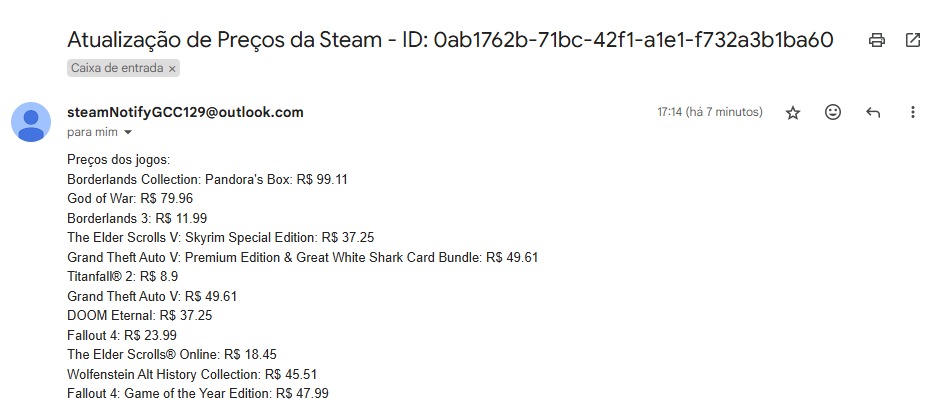 Atualização de Preços da Steam - ID: 0ab1762b-71bc-42f1-a1e1-f732a3b1ba60
Caixa de entrada ×
steamNotifyGCC129@outlook.com
17:14 (há 7 minutos)
para mim
Preços dos jogos:
Borderlands Collection: Pandora's Box: R$ 99.11
God of War: R$ 79.96
Borderlands 3: R$ 11.99
The Elder Scrolls V: Skyrim Special Edition: R$ 37.25
Grand Theft Auto V: Premium Edition & Great White Shark Card Bundle: R$ 49.61
Titanfall® 2: R$ 8.9
Grand Theft Auto V: R$ 49.61
DOOM Eternal: R$ 37.25
Fallout 4: R$ 23.99
The Elder Scrolls® Online: R$ 18.45
Wolfenstein Alt History Collection: R$ 45.51
Fallout 4: Game of the Year Edition: R$ 47.99